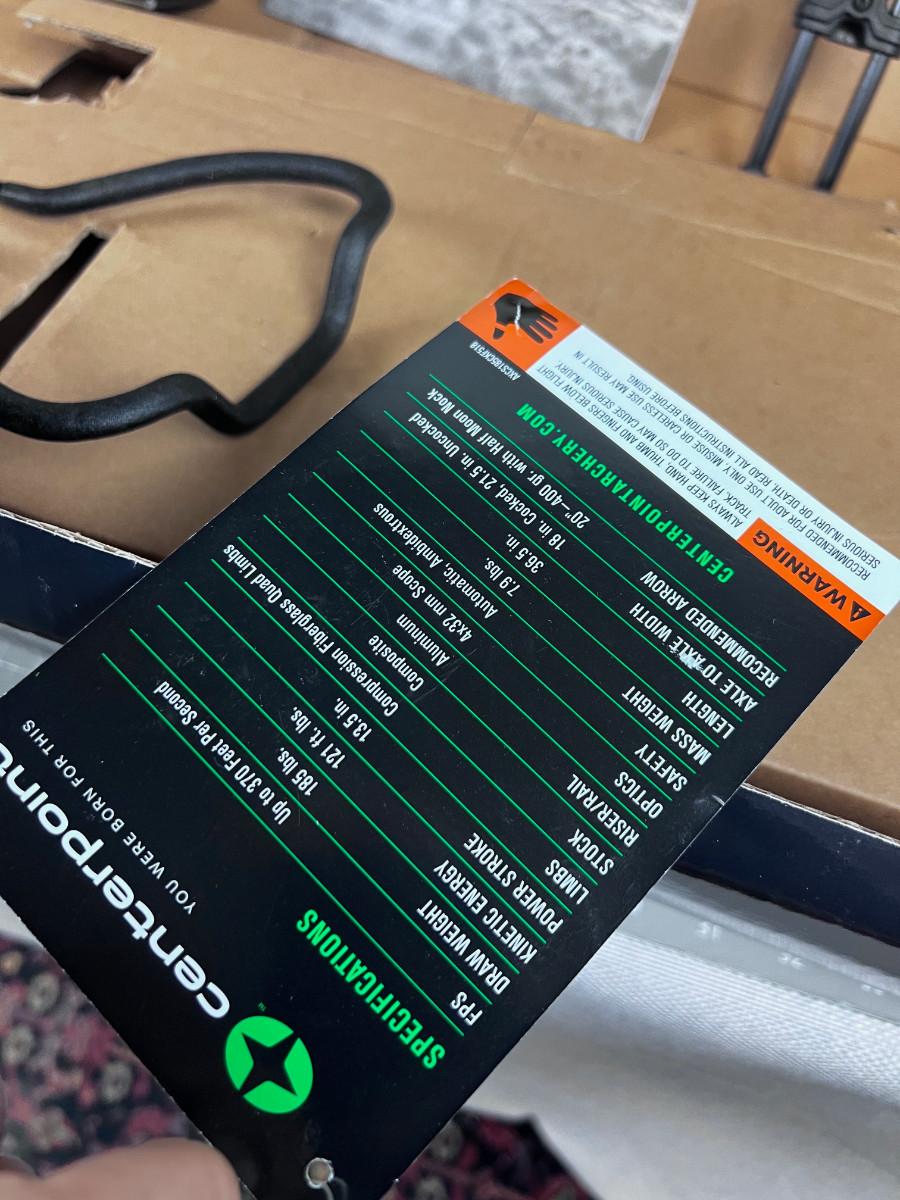 centerpoint
YOU WERE BORN FOR THIS
SPECIFICATIONS
FPS Up to 370 Feet Per Second
DRAW WEIGHT 185 lbs.
KINETIC ENERGY 121 ft. lbs.
POWER STROKE 13.5 in.
LIMBS Compression Fiberglass Quad Limbs
STOCK Composite
RISER/RAIL Aluminum
OPTICS 4x32 mm Scope
SAFETY Automatic, Ambidextrous
MASS WEIGHT 7.9 lbs.
LENGTH 36.5 in.
AXLE TO AXLE WIDTH 18 in. Cocked, 21.5 in. Uncocked
RECOMMENDED ARROW 20"–400 gr. with Half Moon Nock
CENTERPOINTARCHERY.COM
AXCS185CKFS18
WARNING
ALWAYS KEEP HAND, THUMB AND FINGERS BELOW FLIGHT
TRACK. FAILURE TO DO SO MAY CAUSE SERIOUS INJURY.
RECOMMENDED FOR ADULT USE ONLY. MISUSE OR CARELESS USE MAY RESULT IN
SERIOUS INJURY OR DEATH. READ ALL INSTRUCTIONS BEFORE USING.